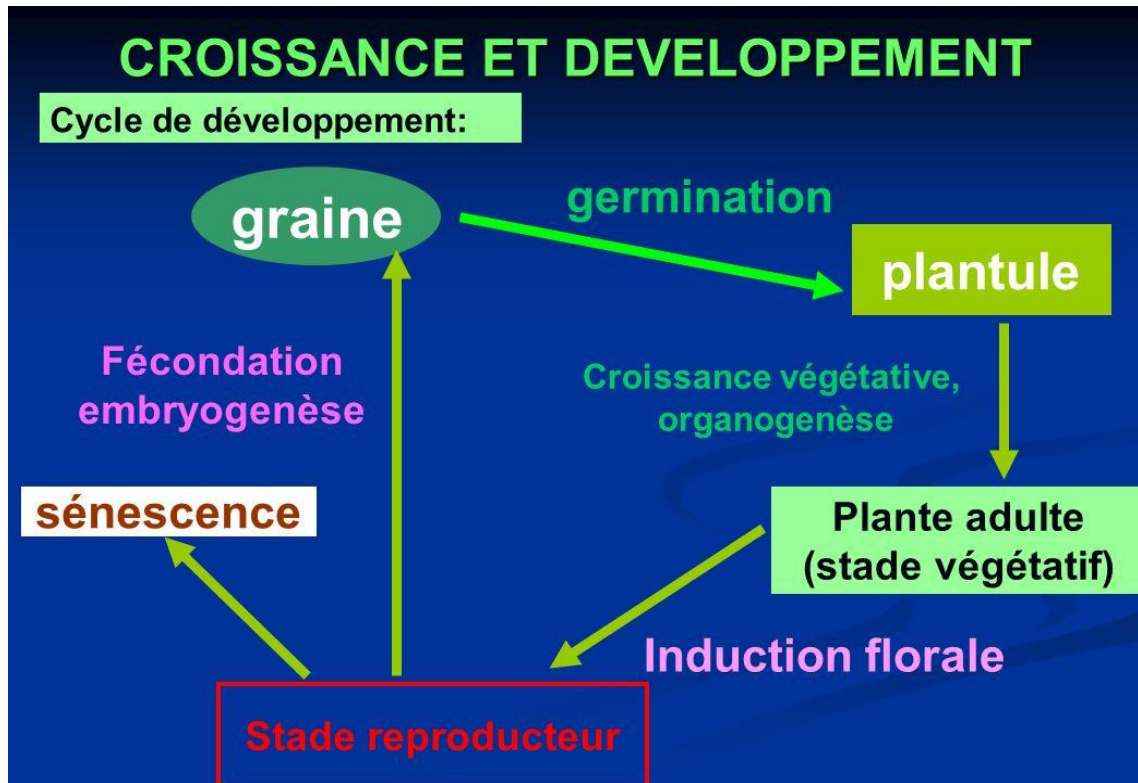 CROISSANCE ET DEVELOPPEMENT
Cycle de développement:
graine
germination
plantule
Fécondation
embryogenèse
Croissance végétative,
organogenèse
sénescence
Plante adulte
(stade végétatif)
Induction florale
Stade reproducteur